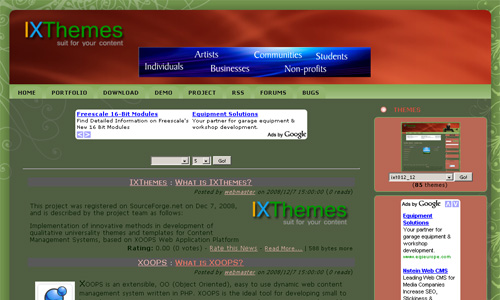 IXThemes
suit for your content
Individuals Artists Businesses Communities Non-profits Students
HOME PORTFOLIO DOWNLOAD DEMO PROJECT RSS FORUMS BUGS
Freescale 16-Bit Modules
Find Detailed Information on Freescale's
New 16 Bit Modules
Equipment Solutions
Your partner for garage equipment &
workshop development.
Ads by Google
$
Go!
THEMES
ixt012_12
Go!
(85 themes)
IXTHEMES : WHAT IS IXTHEMES?
Posted by webmaster on 2008/12/7 15:00:00 (0 reads)
This project was registered on SourceForge.net on Dec 7, 2008,
and is described by the project team as follows:
IXThemes
suit for your content
Implementation of innovative methods in development of
qualitative univerality themes and templates for Content
Management Systems, based on XOOPS Web Application Platform
Rating: 0.00 (0 votes) - Rate this News - Read More... | 598 bytes more
XOOPS : WHAT IS XOOPS?
Posted by webmaster on 2008/12/7 15:00:00 (0 reads)
XOOPS is an extensible, OO (Object Oriented), easy to use dynamic web
content management system written in PHP. XOOPS is the ideal tool for developing small to
Ads by Google
Equipment
Solutions
Your partner for
garage equipment &
workshop
development.
Notein Web CMS
Leading Web CMS for
Media Companies
Increase SEO,
Stickiness &